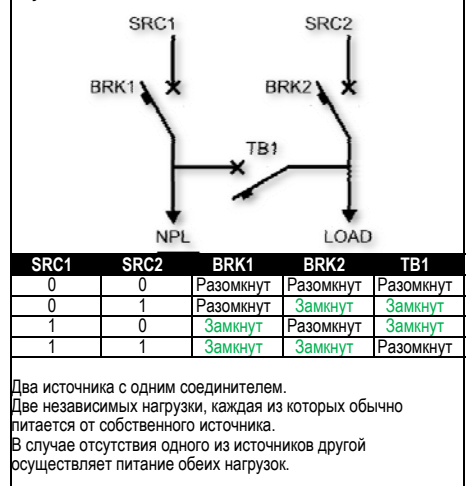 SRC1 SRC2
BRK1 BRK2
TB1
NPL LOAD
SRC1 SRC2 BRK1 BRK2 TB1
0 0 Разомкнут Разомкнут Разомкнут
0 1 Разомкнут Замкнут Замкнут
1 0 Замкнут Разомкнут Замкнут
1 1 Замкнут Замкнут Разомкнут
Два источника с одним соединителем.
Две независимых нагрузки, каждая из которых обычно
питается от собственного источника.
В случае отсутствия одного из источников другой
осуществляет питание обеих нагрузок.